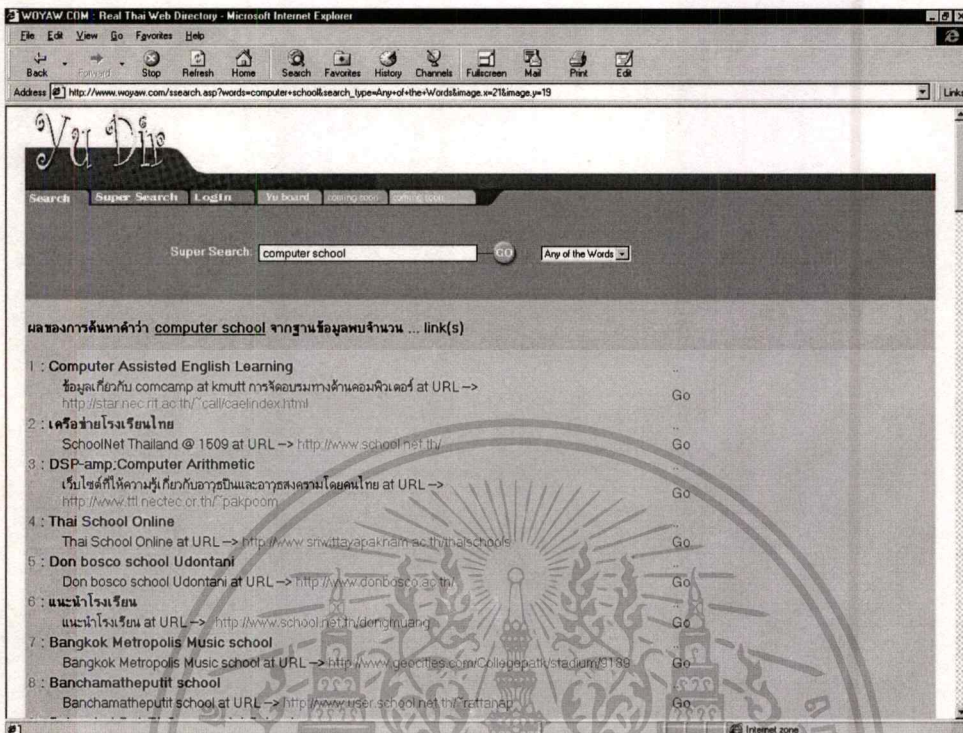 WOYAW.COM : Real Thai Web Directory - Microsoft Internet Explorer
File Edit View Go Favorites Help
Back Forward Stop Refresh Home Search Favorites History Channels Fullscreen Mail Print Edit
Address http://www.woyaw.com/ssearch.asp?words=computer+school&search_type=Any+of+the+Words&image.x=21&image.y=19 Links
Yu Dir
Search Super Search LogIn Yu board coming soon coming soon
Super Search: computer school GO Any of the Words
ผลของการค้นหาคำว่า computer school จากฐานข้อมูลพบจำนวน ... link(s)
1 : Computer Assisted English Learning ..
ข้อมูลเกี่ยวกับ comcamp at kmutt การจัดอบรมทางด้านคอมพิวเตอร์ at URL -->
http://star.nec.rit.ac.th/~call/caelindex.html Go
2 : เครือข่ายโรงเรียนไทย ..
SchoolNet Thailand @ 1509 at URL --> http://www.school.net.th/ Go
3 : DSP-amp;Computer Arithmetic ..
เว็บไซต์ที่ให้ความรู้เกี่ยวกับอาวุธปืนและอาวุธสงครามโดยคนไทย at URL -->
http://www.ttl.nectec.or.th/~pakpoom Go
4 : Thai School Online ..
Thai School Online at URL --> http://www.sriwittayapaknam.ac.th/thaischools Go
5 : Don bosco school Udontani ..
Don bosco school Udontani at URL --> http://www.donbosco.ac.th/ Go
6 : แนะนำโรงเรียน ..
แนะนำโรงเรียน at URL --> http://www.school.net.th/dongmuang Go
7 : Bangkok Metropolis Music school ..
Bangkok Metropolis Music school at URL --> http://www.geocities.com/Collegepark/stadium/9189 Go
8 : Banchamatheputit school ..
Banchamatheputit school at URL --> http://www.user.school.net.th/~rattanap Go
Internet zone